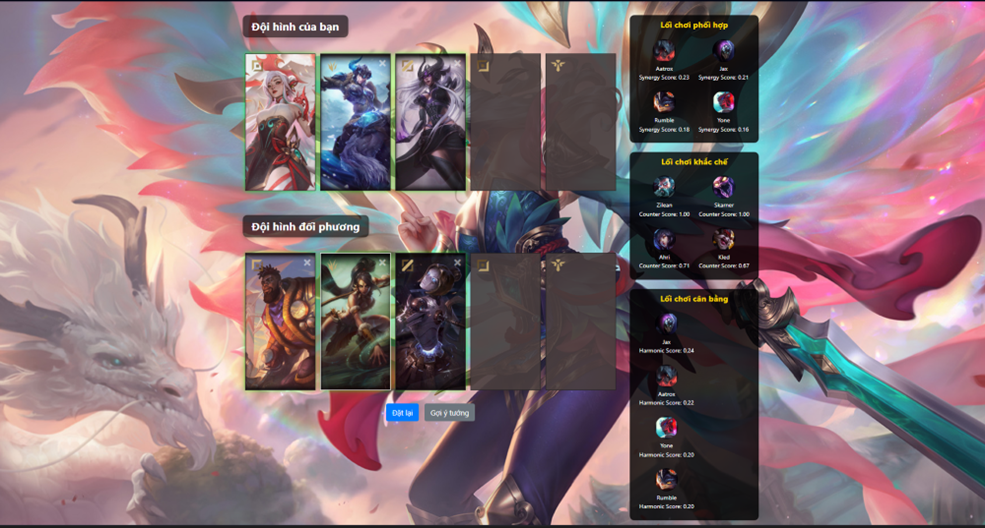 Đội hình của bạn
Đội hình đối phương
Đặt lại
Gợi ý tướng
Lối chơi phối hợp
Aatrox
Jax
Synergy Score: 0.23
Synergy Score: 0.21
Rumble
Yone
Synergy Score: 0.18
Synergy Score: 0.16
Lối chơi khắc chế
Zilean
Skarner
Counter Score: 1.00
Counter Score: 1.00
Ahri
Kled
Counter Score: 0.71
Counter Score: 0.67
Lối chơi cân bằng
Jax
Harmonic Score: 0.24
Aatrox
Harmonic Score: 0.22
Yone
Harmonic Score: 0.20
Rumble
Harmonic Score: 0.20